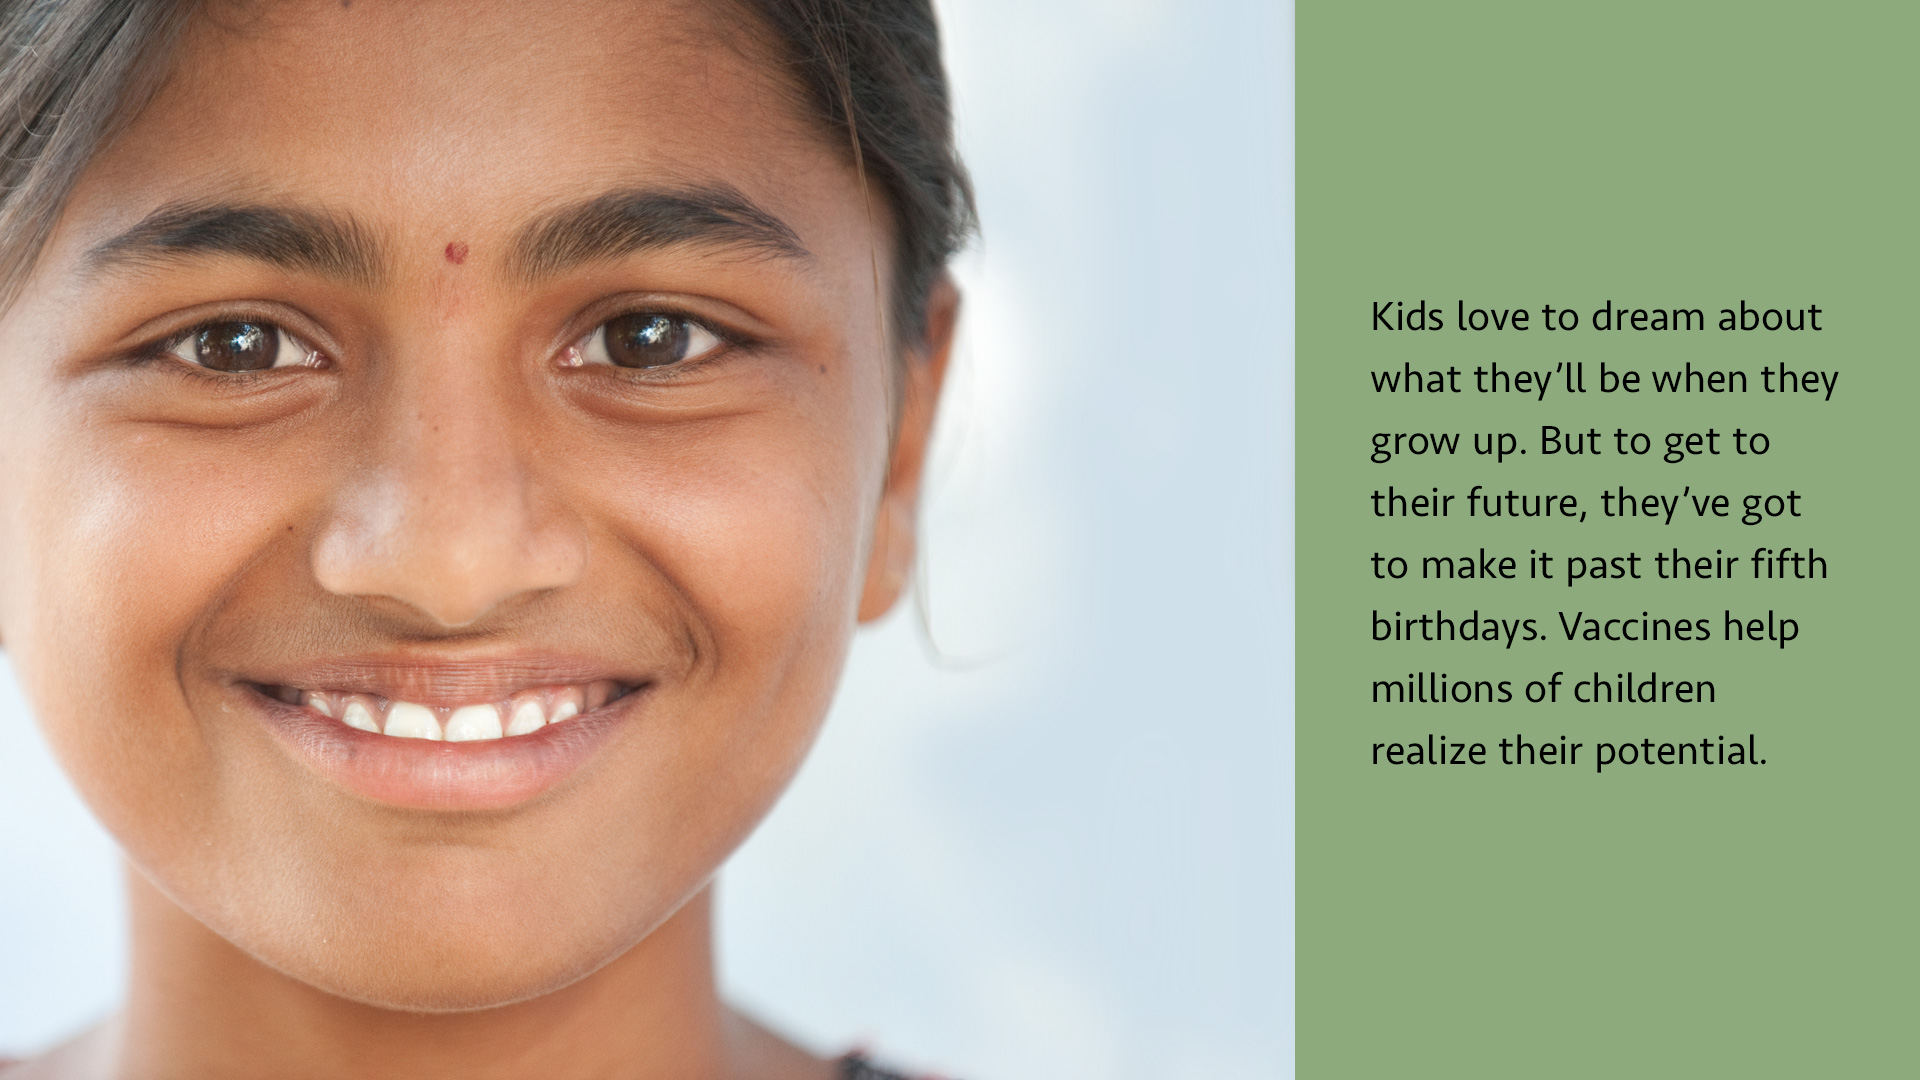 Kids love to dream about
what they’ll be when they
grow up. But to get to
their future, they’ve got
to make it past their fifth
birthdays. Vaccines help
millions of children
realize their potential.